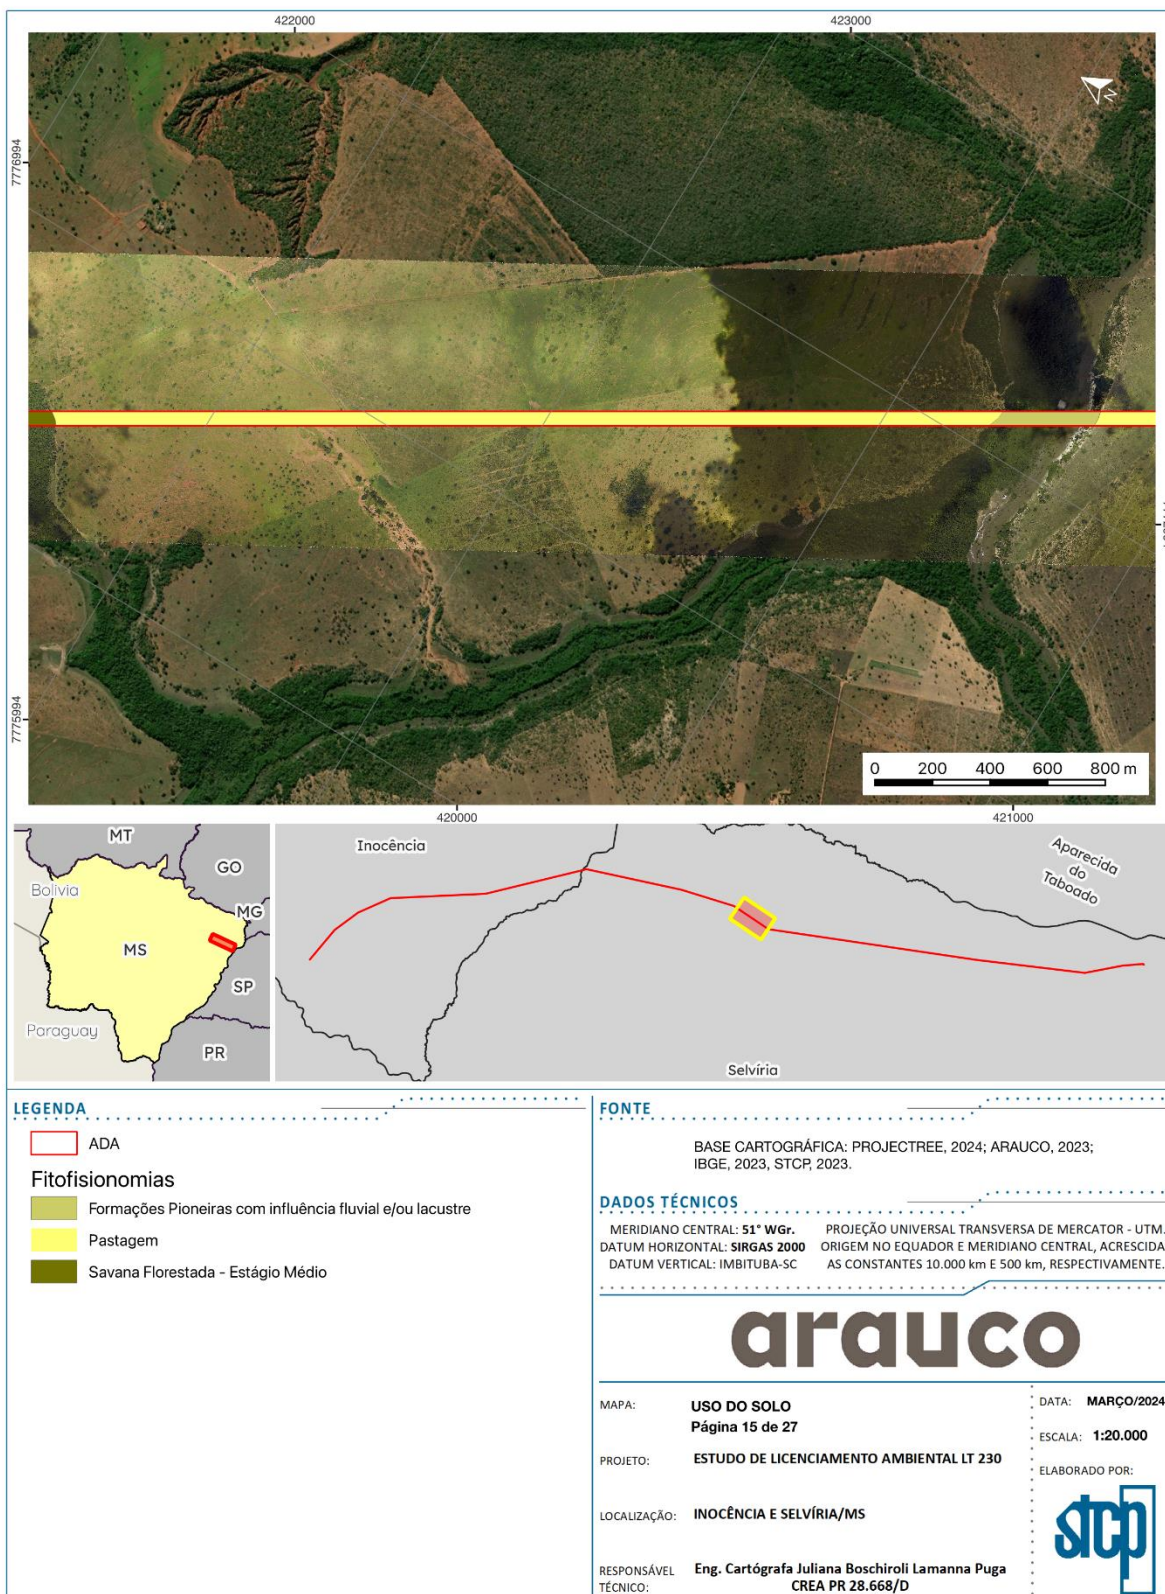 422000
423000
7776994
7775994
N
0 200 400 600 800 m
420000
421000
MT
GO
Bolivia
MG
MS
SP
Paraguay
PR
Inocência
Aparecida
do
Taboado
Selvíria
LEGENDA
ADA
Fitofisionomias
Formações Pioneiras com influência fluvial e/ou lacustre
Pastagem
Savana Florestada - Estágio Médio
FONTE
BASE CARTOGRÁFICA: PROJECTREE, 2024; ARAUCO, 2023;
IBGE, 2023, STCP, 2023.
DADOS TÉCNICOS
MERIDIANO CENTRAL: 51° WGr.
DATUM HORIZONTAL: SIRGAS 2000
DATUM VERTICAL: IMBITUBA-SC
PROJEÇÃO UNIVERSAL TRANSVERSA DE MERCATOR - UTM.
ORIGEM NO EQUADOR E MERIDIANO CENTRAL, ACRESCIDA
AS CONSTANTES 10.000 km E 500 km, RESPECTIVAMENTE.
arauco
MAPA: USO DO SOLO
Página 15 de 27
PROJETO: ESTUDO DE LICENCIAMENTO AMBIENTAL LT 230
LOCALIZAÇÃO: INOCÊNCIA E SELVÍRIA/MS
RESPONSÁVEL
TÉCNICO:
Eng. Cartógrafa Juliana Boschiroli Lamanna Puga
CREA PR 28.668/D
DATA: MARÇO/2024
ESCALA: 1:20.000
ELABORADO POR:
stcp